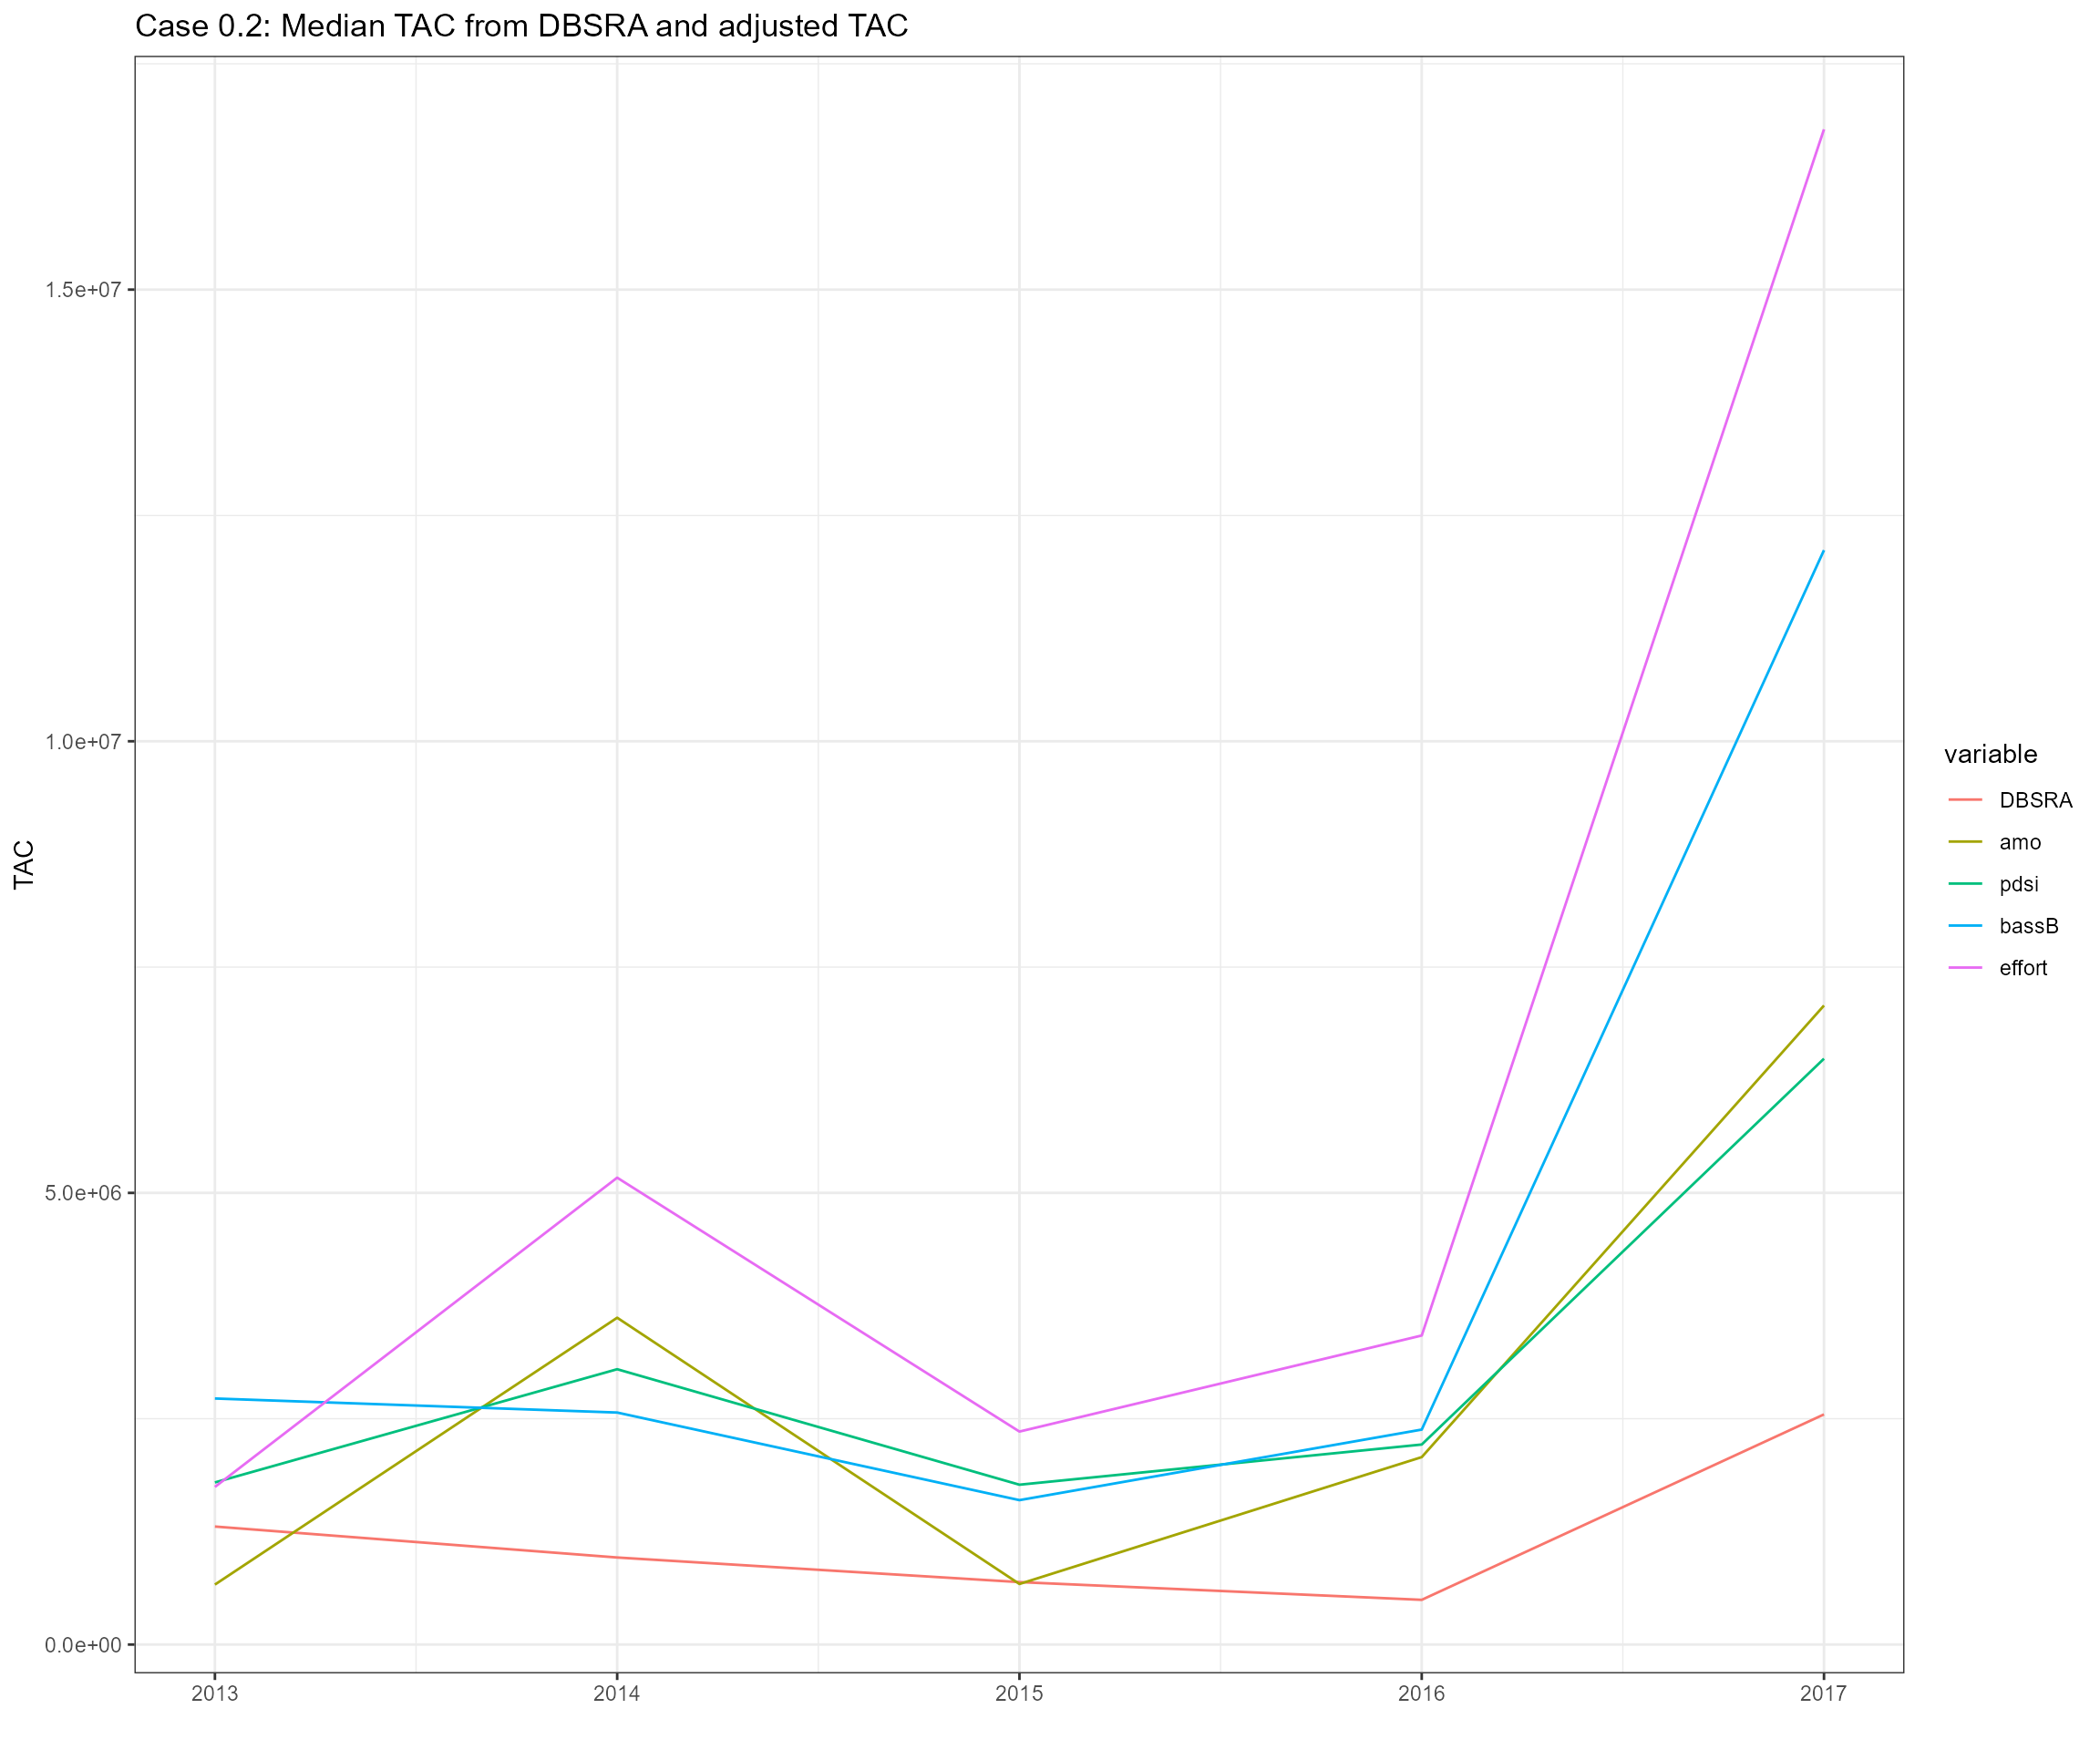 Case 0.2: Median TAC from DBSRA and adjusted TAC
1.5e+07
1.0e+07
5.0e+06
0.0e+00
TAC
2013
2014
2015
2016
2017
variable
DBSRA
amo
pdsi
bassB
effort